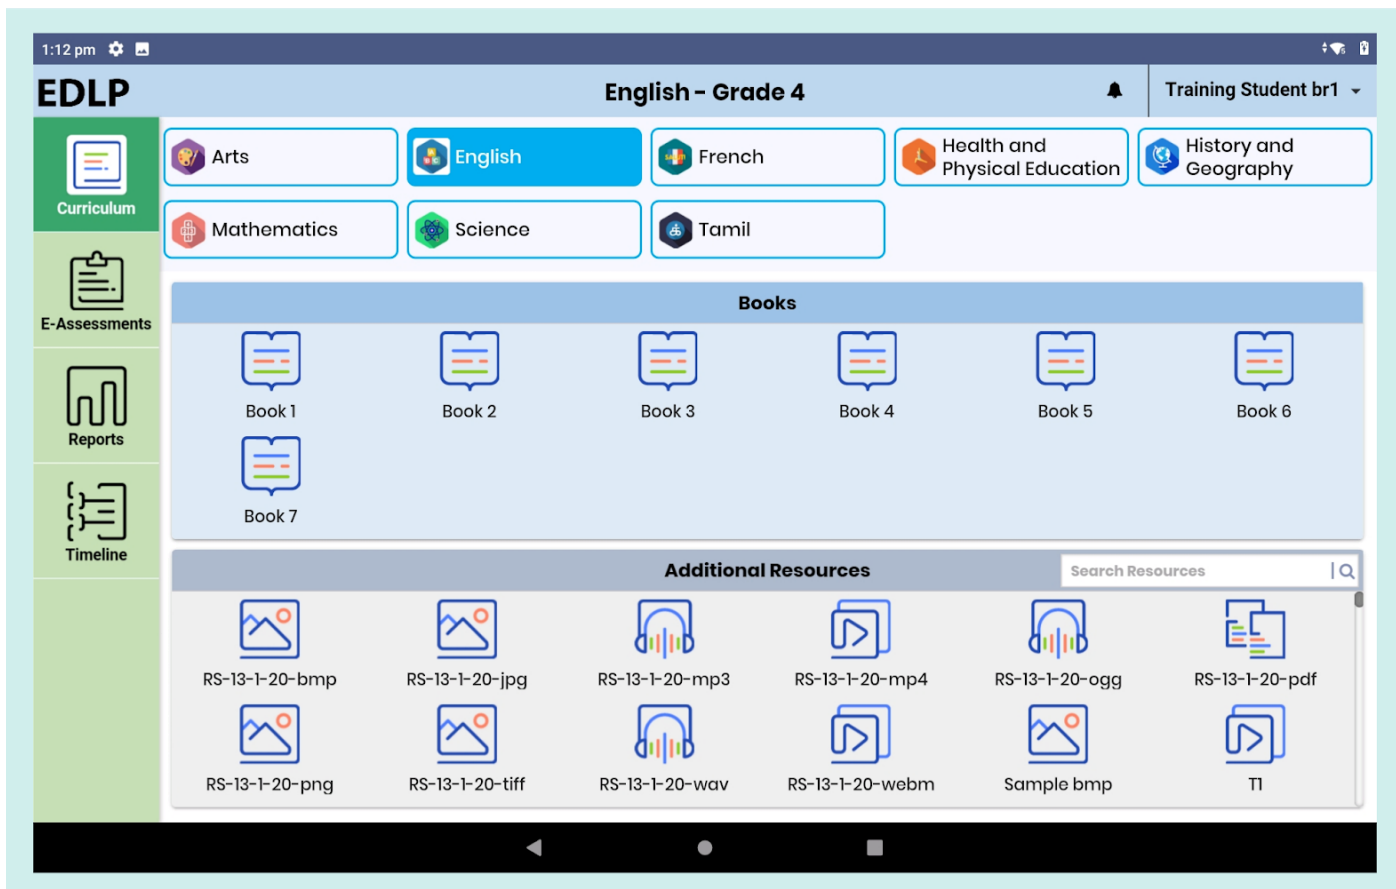 1:12 pm
EDLP
English - Grade 4
Training Student br1
Curriculum
E-Assessments
Reports
Timeline
Arts
English
French
Health and
Physical Education
History and
Geography
Mathematics
Science
Tamil
Books
Book 1
Book 2
Book 3
Book 4
Book 5
Book 6
Book 7
Additional Resources
Search Resources
RS-13-1-20-bmp
RS-13-1-20-jpg
RS-13-1-20-mp3
RS-13-1-20-mp4
RS-13-1-20-ogg
RS-13-1-20-pdf
RS-13-1-20-png
RS-13-1-20-tiff
RS-13-1-20-wav
RS-13-1-20-webm
Sample bmp
T1